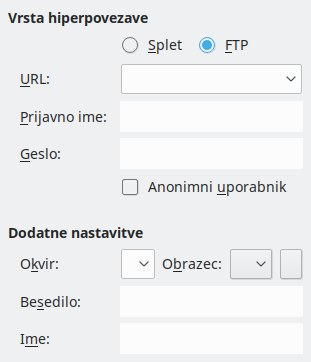 Vrsta hiperpovezave
Splet FTP
URL:
Prijavno ime:
Geslo:
Anonimni uporabnik
Dodatne nastavitve
Okvir: Obrazec:
Besedilo:
Ime: